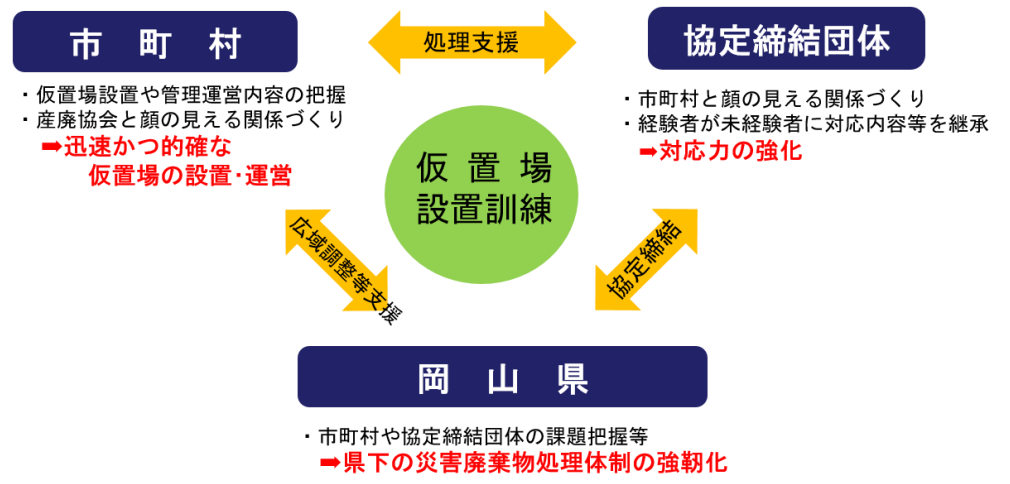 市 町 村
処理支援
協定締結団体
・仮置場設置や管理運営内容の把握
・産廃協会と顔の見える関係づくり
➡迅速かつ的確な
仮置場の設置・運営
・市町村と顔の見える関係づくり
・経験者が未経験者に対応内容等を継承
➡対応力の強化
仮 置 場
設置訓練
広域調整等支援
協定締結
岡 山 県
・市町村や協定締結団体の課題把握等
➡県下の災害廃棄物処理体制の強靭化